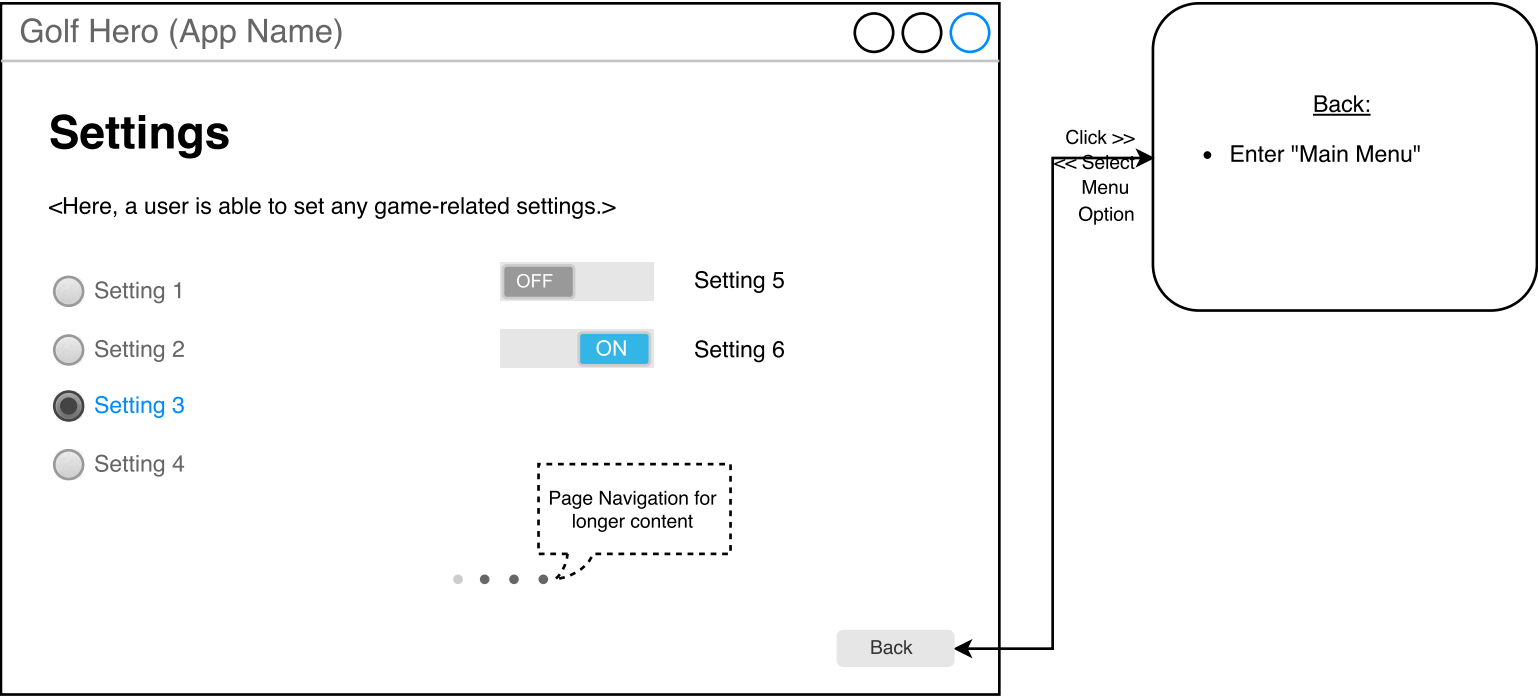 Golf Hero (App Name)
Settings
<Here, a user is able to set any game-related settings.>
Setting 1
Setting 2
Setting 3
Setting 4
OFF
Setting 5
ON
Setting 6
Page Navigation for
longer content
Back
Click >>
<< Select
Menu
Option
Back:
• Enter "Main Menu"